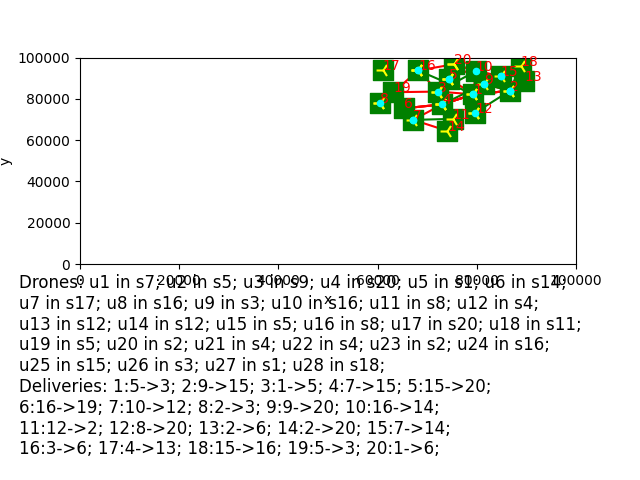 100000
80000
60000
40000
20000
0
y
20
18
13
19
12
0 20000 40000 60000 80000 100000
x
Drones: u1 in s7; u2 in s5; u3 in s9; u4 in s20; u5 in s1; u6 in s14;
u7 in s17; u8 in s16; u9 in s3; u10 in s16; u11 in s8; u12 in s4;
u13 in s12; u14 in s12; u15 in s5; u16 in s8; u17 in s20; u18 in s11;
u19 in s5; u20 in s2; u21 in s4; u22 in s4; u23 in s2; u24 in s16;
u25 in s15; u26 in s3; u27 in s1; u28 in s18;
Deliveries: 1:5->3; 2:9->15; 3:1->5; 4:7->15; 5:15->20;
6:16->19; 7:10->12; 8:2->3; 9:9->20; 10:16->14;
11:12->2; 12:8->20; 13:2->6; 14:2->20; 15:7->14;
16:3->6; 17:4->13; 18:15->16; 19:5->3; 20:1->6;